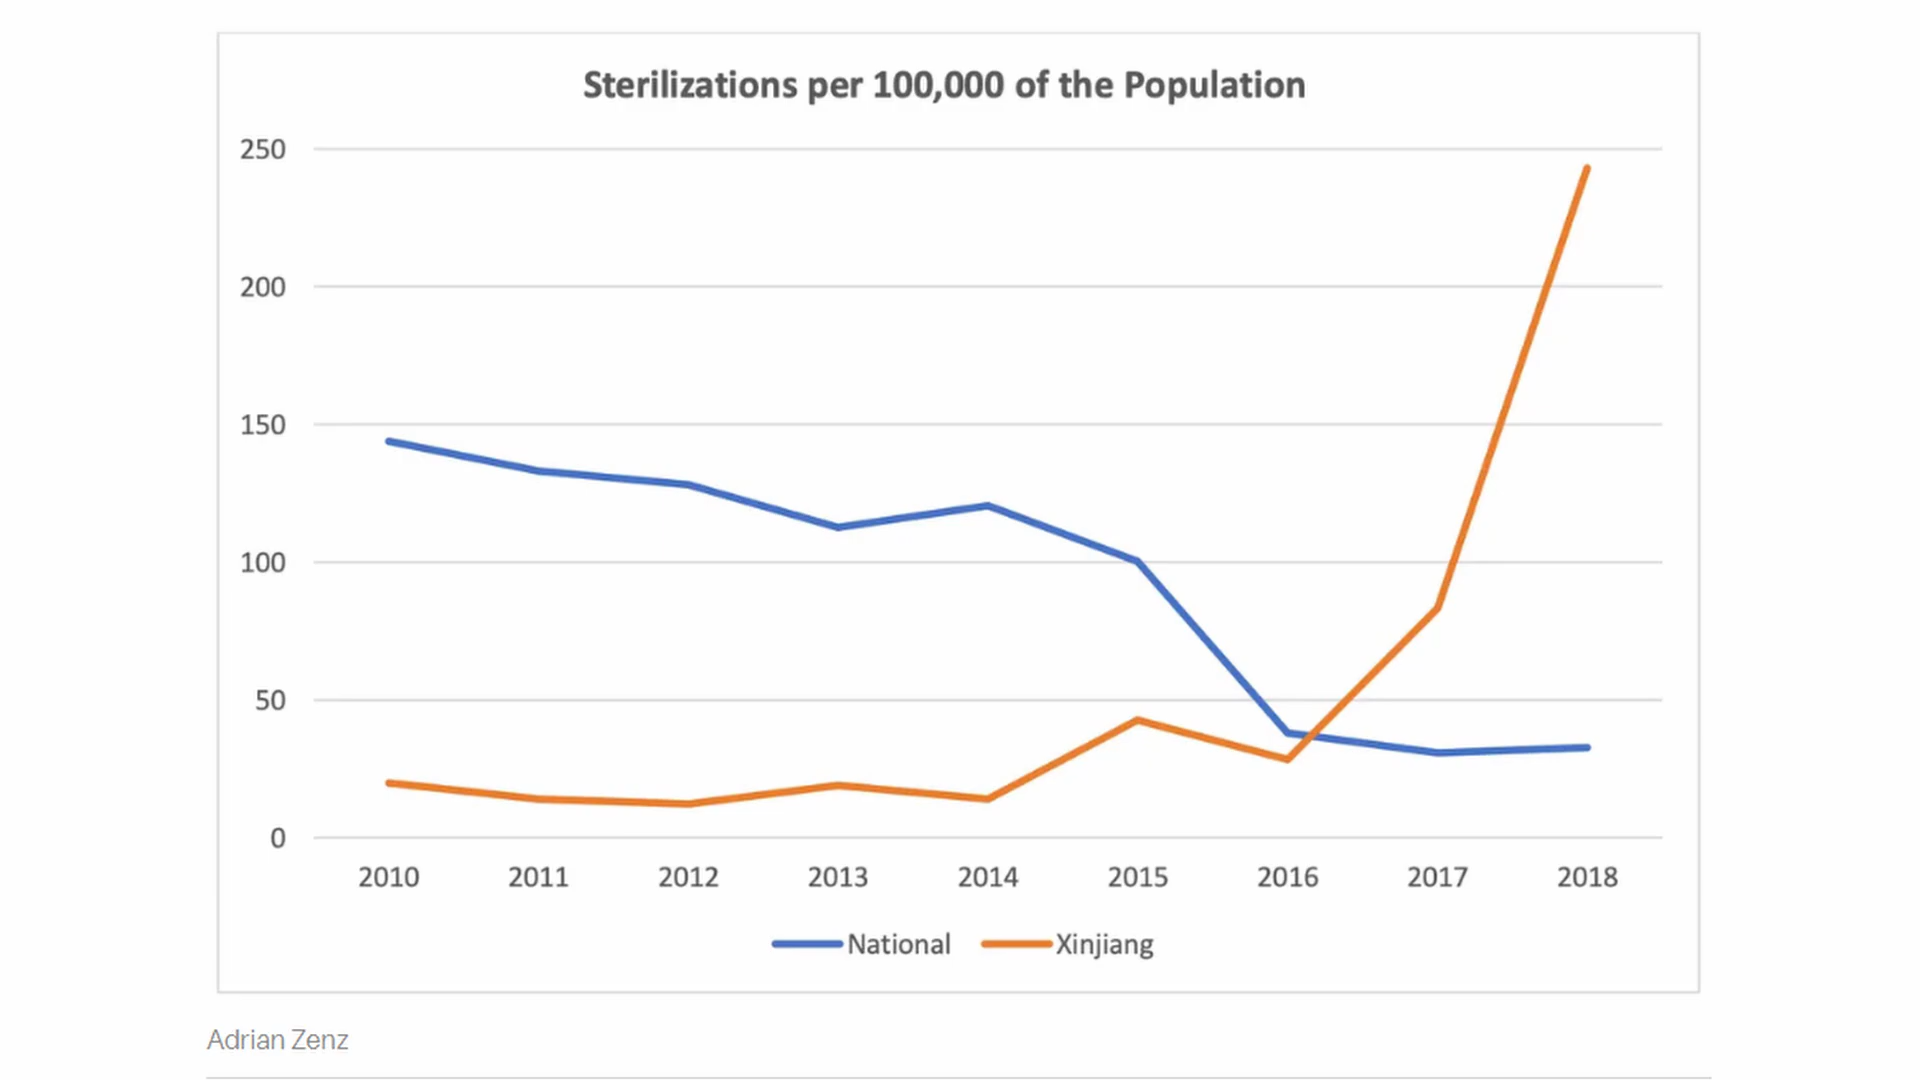 Sterilizations per 100,000 of the Population
250
200
150
100
50
0
2010 2011 2012 2013 2014 2015 2016 2017 2018
National Xinjiang
Adrian Zenz